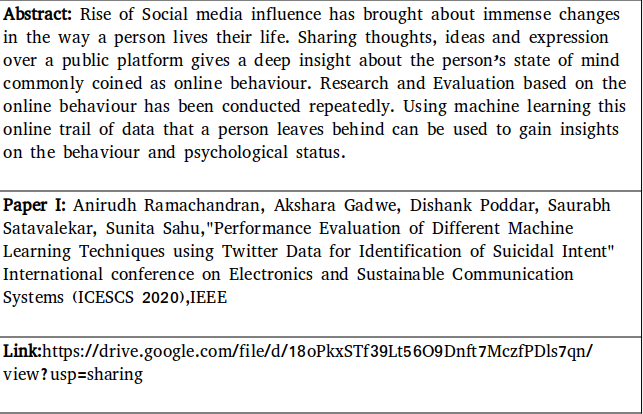 Abstract: Rise of Social media influence has brought about immense changes
in the way a person lives their life. Sharing thoughts, ideas and expression
over a public platform gives a deep insight about the person's state of mind
commonly coined as online behaviour. Research and Evaluation based on the
online behaviour has been conducted repeatedly. Using machine learning this
online trail of data that a person leaves behind can be used to gain insights
on the behaviour and psychological status.
Paper I: Anirudh Ramachandran, Akshara Gadwe, Dishank Poddar, Saurabh
Satavalekar, Sunita Sahu,"Performance Evaluation of Different Machine
Learning Techniques using Twitter Data for Identification of Suicidal Intent"
International conference on Electronics and Sustainable Communication
Systems (ICESCS 2020),IEEE
Link:https://drive.google.com/file/d/18oPkxSTf39Lt56O9Dnft7MczfPDls7qn/
view?usp=sharing